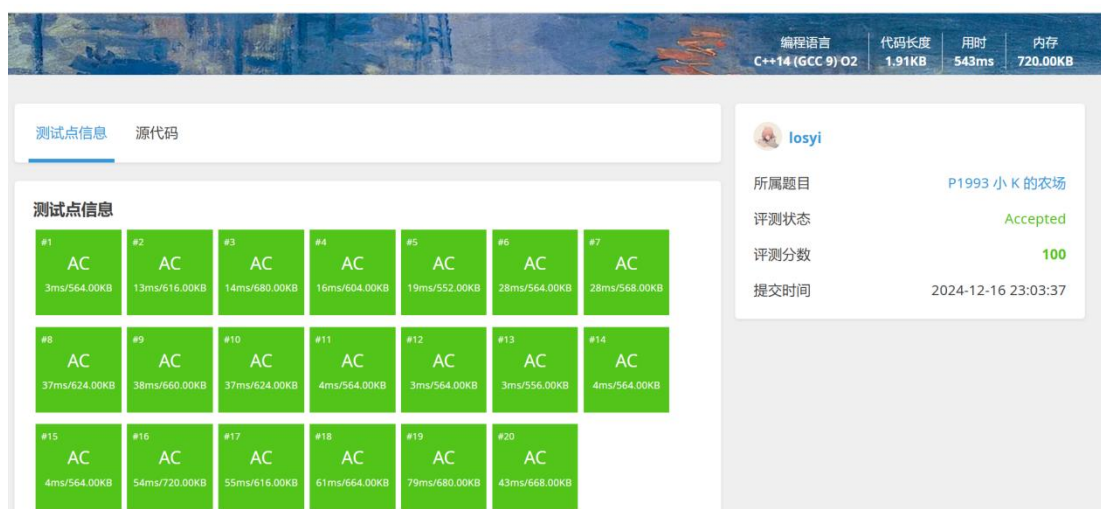 编程语言 代码长度 用时 内存
C++14 (GCC 9) O2 1.91KB 543ms 720.00KB
测试点信息 源代码
losyi
所属题目 P1993 小 K 的农场
评测状态 Accepted
评测分数 100
提交时间 2024-12-16 23:03:37
测试点信息
#1 #2 #3 #4 #5 #6 #7
AC AC AC AC AC AC AC
3ms/564.00KB 13ms/616.00KB 14ms/680.00KB 16ms/604.00KB 19ms/552.00KB 28ms/564.00KB 28ms/568.00KB
#8 #9 #10 #11 #12 #13 #14
AC AC AC AC AC AC AC
37ms/624.00KB 38ms/660.00KB 37ms/624.00KB 4ms/564.00KB 3ms/564.00KB 3ms/556.00KB 4ms/564.00KB
#15 #16 #17 #18 #19 #20
AC AC AC AC AC AC
4ms/564.00KB 54ms/720.00KB 55ms/616.00KB 61ms/664.00KB 79ms/680.00KB 43ms/668.00KB